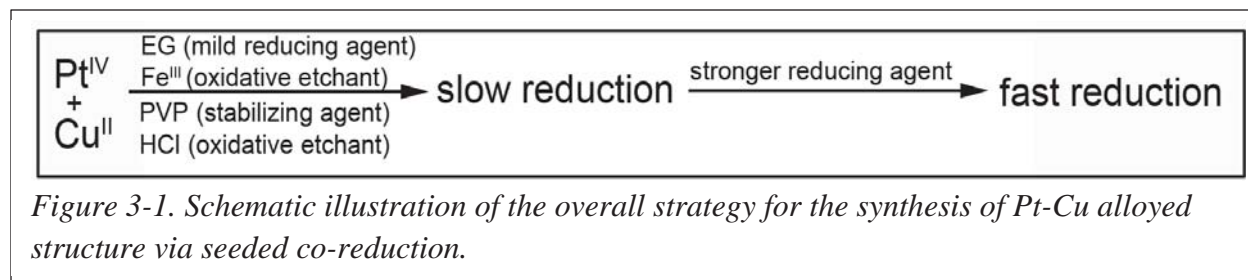 Pt^IV
+
Cu^II
EG (mild reducing agent)
Fe^III (oxidative etchant)
PVP (stabilizing agent)
HCl (oxidative etchant)
slow reduction
stronger reducing agent
fast reduction
Figure 3-1. Schematic illustration of the overall strategy for the synthesis of Pt-Cu alloyed
structure via seeded co-reduction.